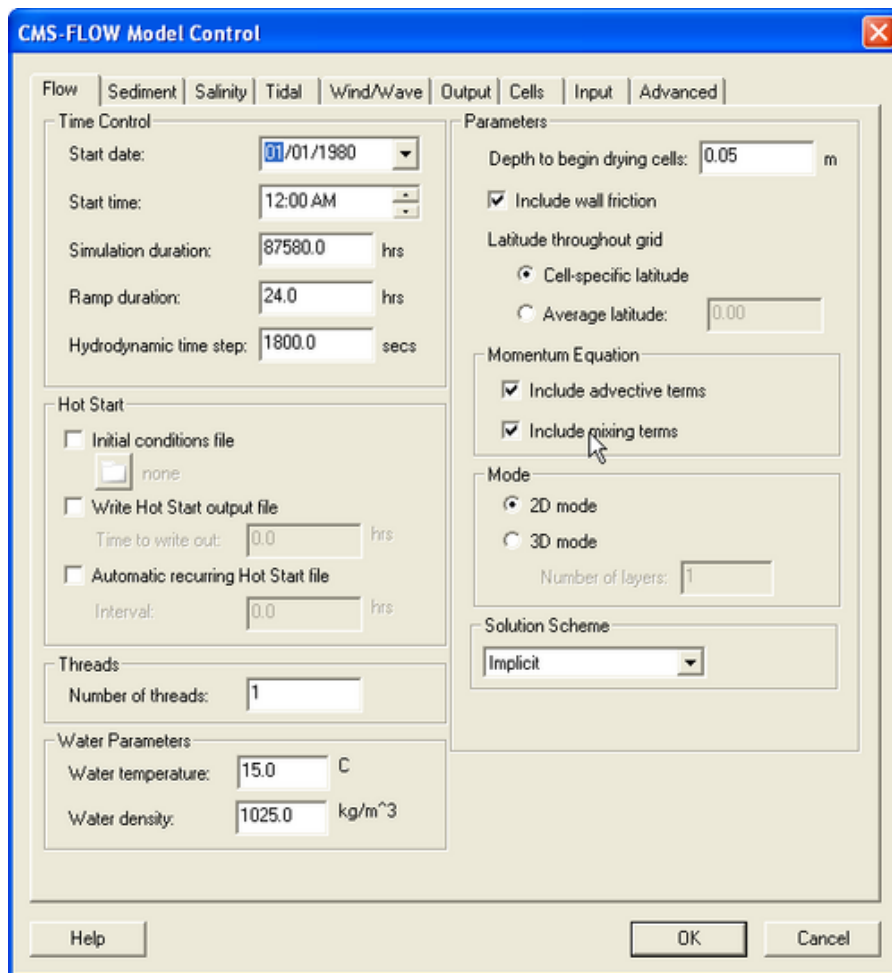 CMS-FLOW Model Control
Flow Sediment Salinity Tidal Wind/Wave Output Cells Input Advanced
Time Control
Start date: 01/01/1980
Start time: 12:00 AM
Simulation duration: 87580.0 hrs
Ramp duration: 24.0 hrs
Hydrodynamic time step: 1800.0 secs
Hot Start
Initial conditions file
none
Write Hot Start output file
Time to write out: 0.0 hrs
Automatic recurring Hot Start file
Interval: 0.0 hrs
Threads
Number of threads: 1
Water Parameters
Water temperature: 15.0 C
Water density: 1025.0 kg/m^3
Parameters
Depth to begin drying cells: 0.05 m
Include wall friction
Latitude throughout grid
Cell-specific latitude
Average latitude: 0.00
Momentum Equation
Include advective terms
Include mixing terms
Mode
2D mode
3D mode
Number of layers: 1
Solution Scheme
Implicit
Help OK Cancel